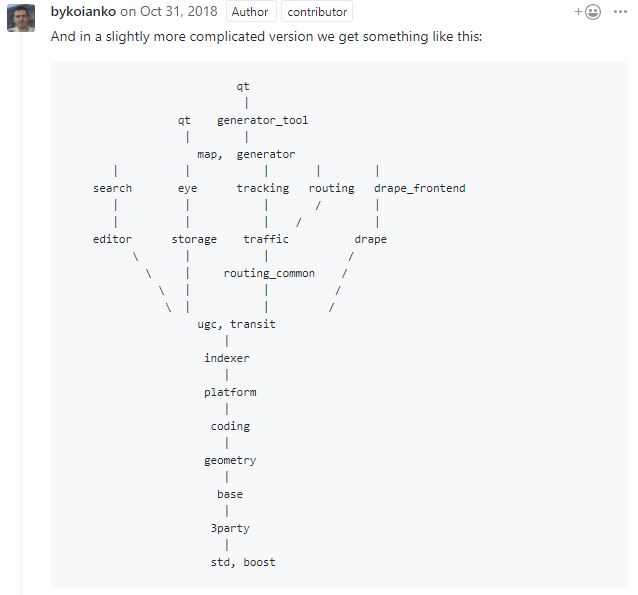 bykoianko on Oct 31, 2018 Author contributor
And in a slightly more complicated version we get something like this:
qt
qt generator_tool
map, generator
search eye tracking routing drape_frontend
editor storage traffic drape
routing_common
ugc, transit
indexer
platform
coding
geometry
base
3party
std, boost